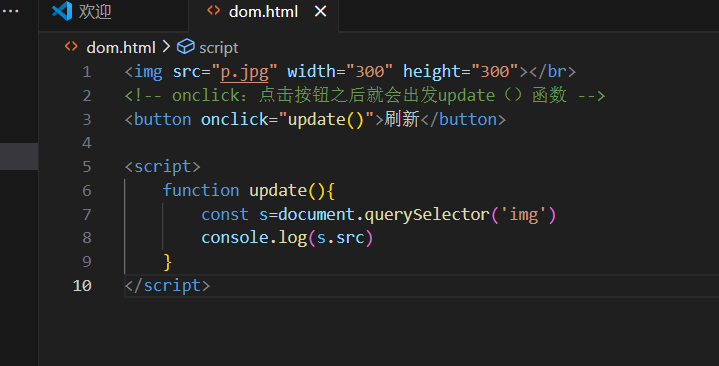 ··· 欢迎 <> dom.html ×
<> dom.html > script
1 <img src="p.jpg" width="300" height="300"></br>
2 <!-- onclick：点击按钮之后就会出发update（）函数 -->
3 <button onclick="update()">刷新</button>
4
5 <script>
6     function update(){
7         const s=document.querySelector('img')
8         console.log(s.src)
9     }
10 </script>